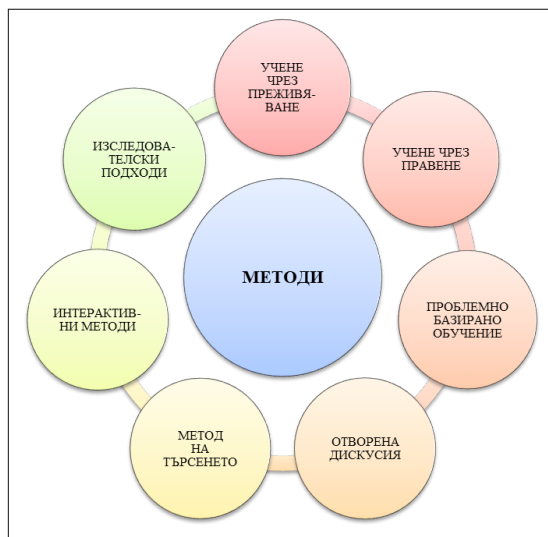 УЧЕНЕ
ЧРЕЗ
ПРЕЖИВЯ-
ВАНЕ
УЧЕНЕ ЧРЕЗ
ПРАВЕНЕ
ПРОБЛЕМНО
БАЗИРАНО
ОБУЧЕНИЕ
ОТВОРЕНА
ДИСКУСИЯ
МЕТОД
НА
ТЪРСЕНЕТО
ИНТЕРАКТИВ-
НИ МЕТОДИ
ИЗСЛЕДОВА-
ТЕЛСКИ
ПОДХОДИ
МЕТОДИ